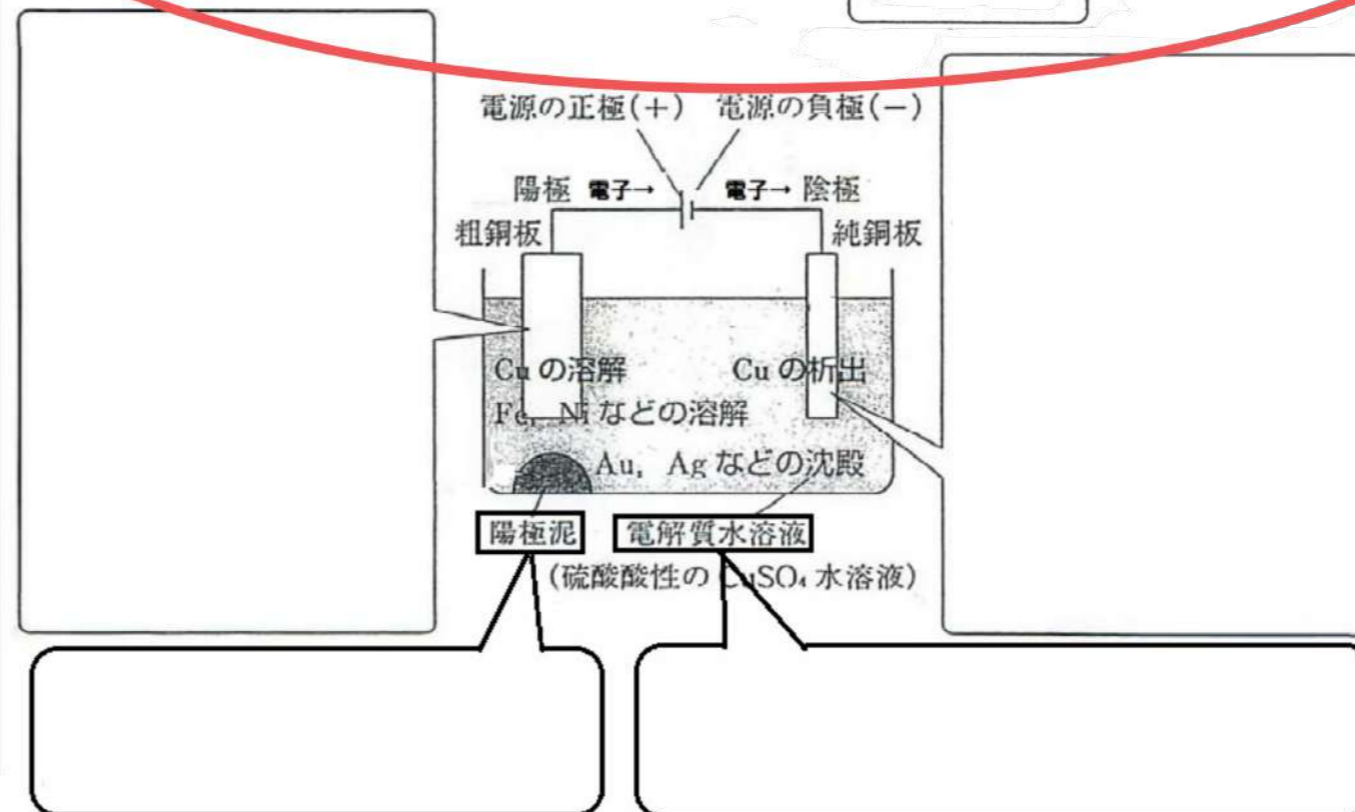 電源の正極(+) 電源の負極(−)
陽極 電子→ 電子→ 陰極
粗銅板 純銅板
Cu の溶解 Cu の析出
Fe, Ni などの溶解
Au, Ag などの沈殿
陽極泥 電解質水溶液
(硫酸酸性の CuSO₄ 水溶液)